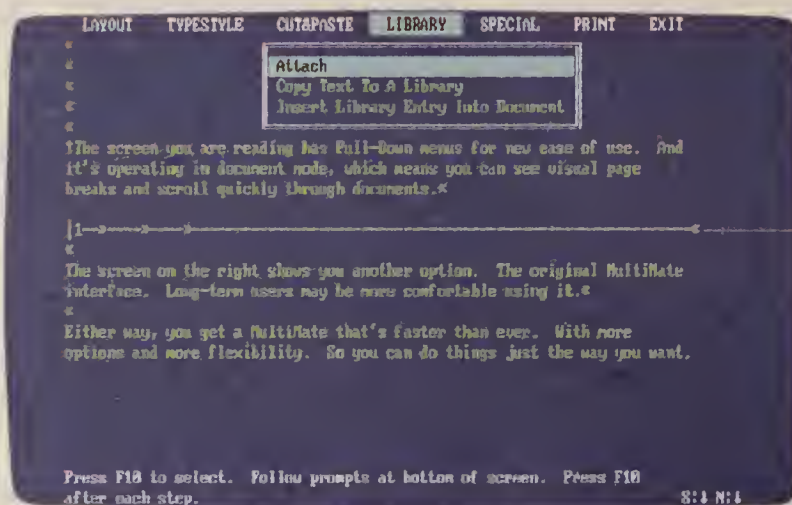 LAYOUT TYPESTYLE CUT&PASTE LIBRARY SPECIAL PRINT EXIT
Attach
Copy Text To A Library
Insert Library Entry Into Document
The screen you are reading has Pull-Down menus for new ease of use. And
it's operating in document mode, which means you can see visual page
breaks and scroll quickly through documents.«
|1
The screen on the right shows you another option. The original MultiMate
interface. Long-term users may be more comfortable using it.«
Either way, you get a MultiMate that's faster than ever. With more
options and more flexibility. So you can do things just the way you want.
Press F10 to select. Follow prompts at bottom of screen. Press F10
after each step. S:↓ N:↓